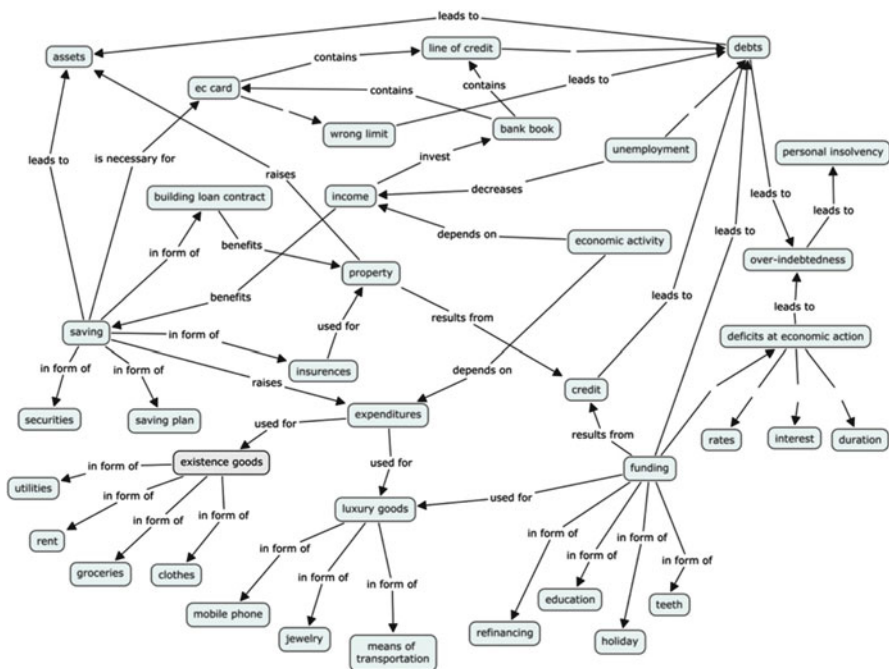 leads to
assets
line of credit
debts
contains
ec card
leads to
contains
contains
wrong limit
bank book
unemployment
personal insolvency
leads to
is necessary for
invest
raises
decreases
building loan contract
income
leads to
leads to
in form of
benefits
depends on
economic activity
leads to
over-indebtedness
property
benefits
results from
leads to
leads to
saving
in form of
used for
deficits at economic action
insurences
in form of
in form of
raises
depends on
credit
securities
saving plan
expenditures
rates
interest
duration
used for
results from
existence goods
used for
funding
in form of
utilities
in form of
in form of
luxury goods
used for
rent
in form of
in form of
in form of
in form of
groceries
clothes
in form of
in form of
in form of
in form of
mobile phone
education
teeth
jewelry
means of
transportation
refinancing
holiday